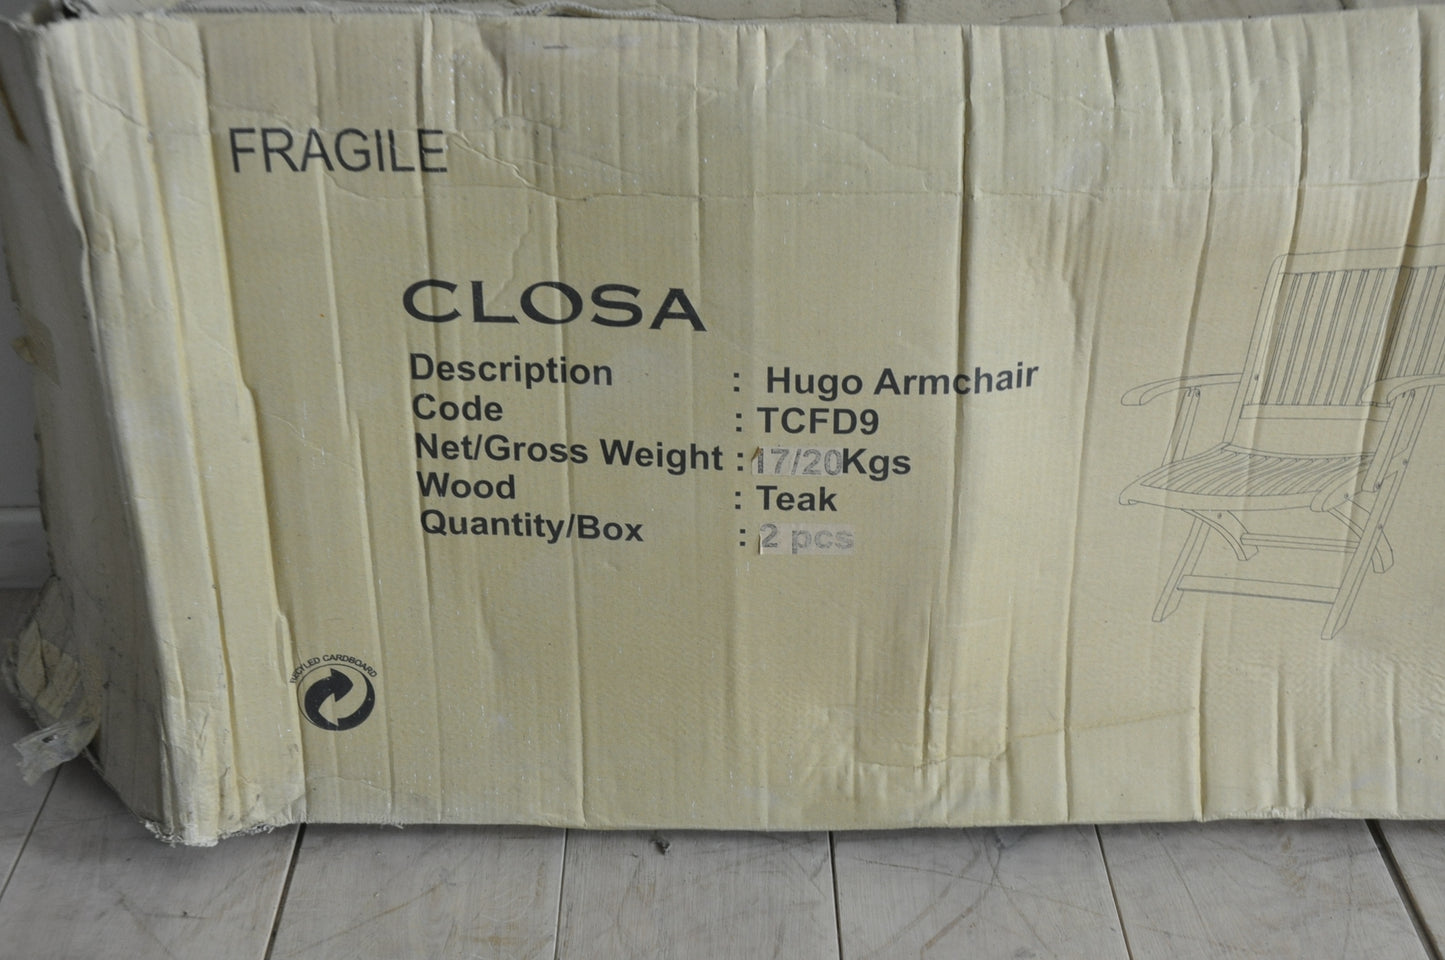 FRAGILE
CLOSA
Description : Hugo Armchair
Code : TCFD9
Net/Gross Weight : 17/20Kgs
Wood : Teak
Quantity/Box : 2 pcs
RECYLED CARDBOARD